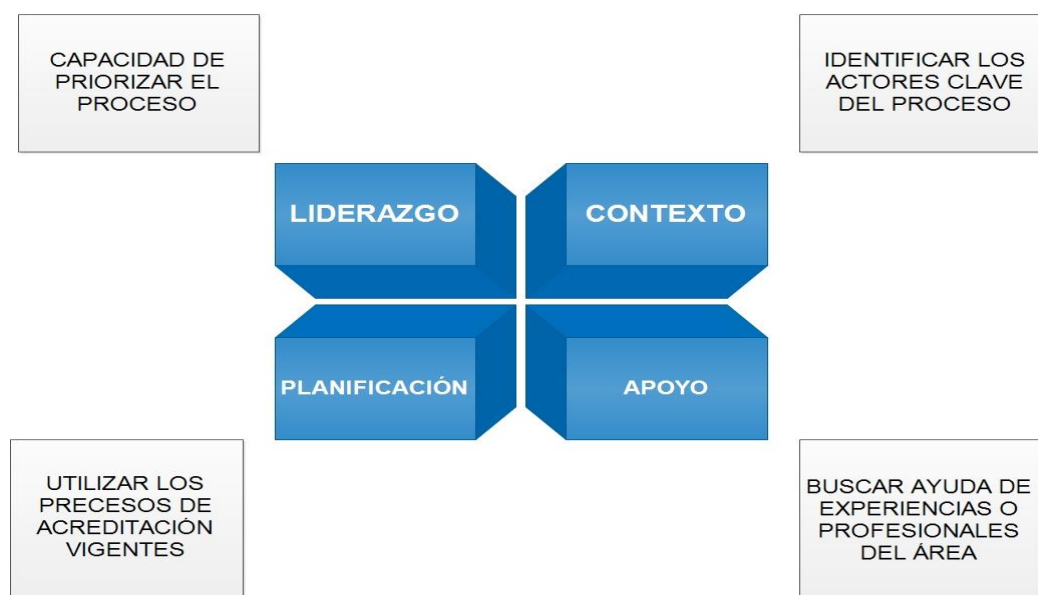 CAPACIDAD DE
PRIORIZAR EL
PROCESO
IDENTIFICAR LOS
ACTORES CLAVE
DEL PROCESO
LIDERAZGO
CONTEXTO
PLANIFICACIÓN
APOYO
UTILIZAR LOS
PRECESOS DE
ACREDITACIÓN
VIGENTES
BUSCAR AYUDA DE
EXPERIENCIAS O
PROFESIONALES
DEL ÁREA